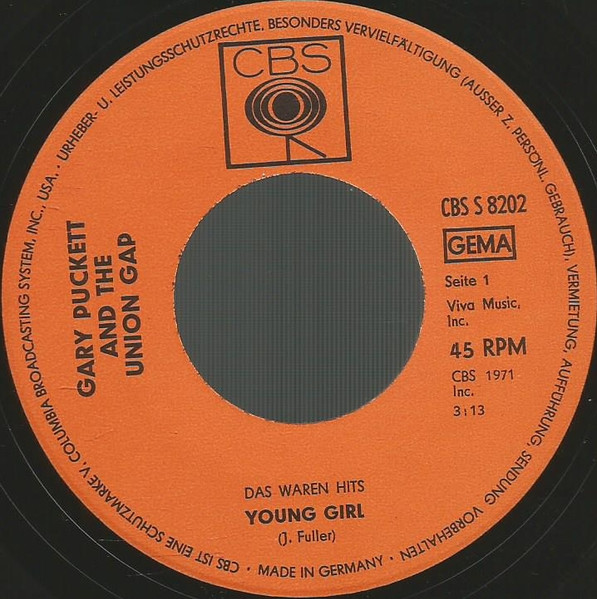 CBS
GARY PUCKETT
AND THE
UNION GAP
CBS S 8202
GEMA
Seite 1
Viva Music,
Inc.
45 RPM
CBS 1971
Inc.
3:13
DAS WAREN HITS
YOUNG GIRL
(J. Fuller)
CBS IST EINE SCHUTZMARKE V. COLUMBIA BROADCASTING SYSTEM, INC., USA. • URHEBER- U. LEISTUNGSSCHUTZRECHTE, BESONDERS VERVIELFÄLTIGUNG (AUSSER Z. PERSÖNL. GEBRAUCH), VERMIETUNG, AUFFÜHRUNG, SENDUNG VORBEHALTEN • MADE IN GERMANY •